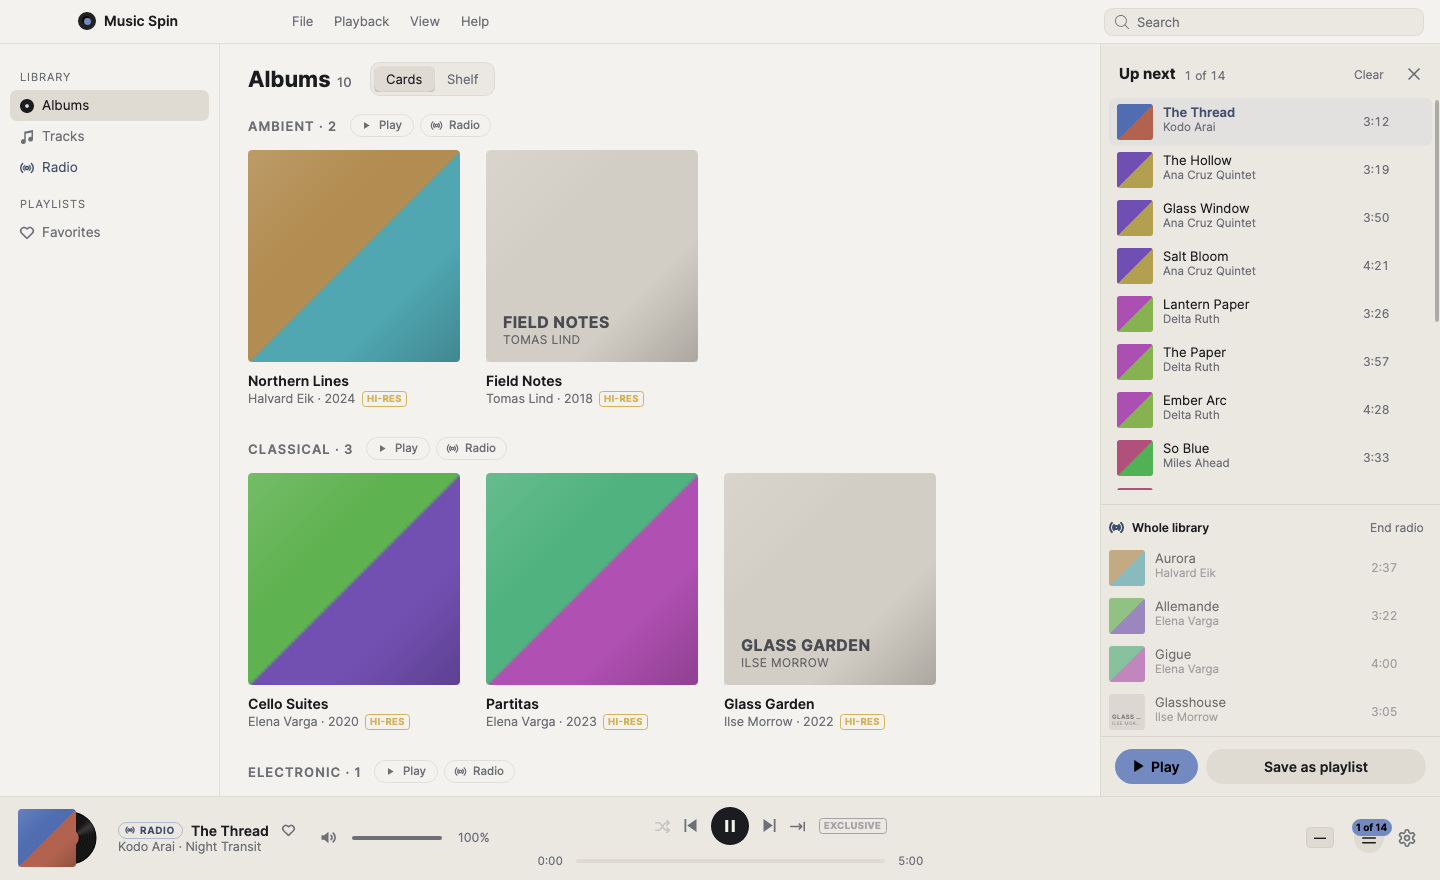 Music Spin
File
Playback
View
Help
Search
LIBRARY
Albums
Tracks
Radio
PLAYLISTS
Favorites
Albums 10
Cards
Shelf
AMBIENT · 2
Play
Radio
FIELD NOTES
TOMAS LIND
Northern Lines
Halvard Eik · 2024 HI-RES
Field Notes
Tomas Lind · 2018 HI-RES
CLASSICAL · 3
Play
Radio
GLASS GARDEN
ILSE MORROW
Cello Suites
Elena Varga · 2020 HI-RES
Partitas
Elena Varga · 2023 HI-RES
Glass Garden
Ilse Morrow · 2022 HI-RES
ELECTRONIC · 1
Play
Radio
Up next 1 of 14
Clear
The Thread
Kodo Arai
3:12
The Hollow
Ana Cruz Quintet
3:19
Glass Window
Ana Cruz Quintet
3:50
Salt Bloom
Ana Cruz Quintet
4:21
Lantern Paper
Delta Ruth
3:26
The Paper
Delta Ruth
3:57
Ember Arc
Delta Ruth
4:28
So Blue
Miles Ahead
3:33
Whole library
End radio
Aurora
Halvard Eik
2:37
Allemande
Elena Varga
3:22
Gigue
Elena Varga
4:00
GLASS …
ILSE MOR…
Glasshouse
Ilse Morrow
3:05
Play
Save as playlist
RADIO
The Thread
Kodo Arai · Night Transit
100%
EXCLUSIVE
0:00
5:00
1 of 14